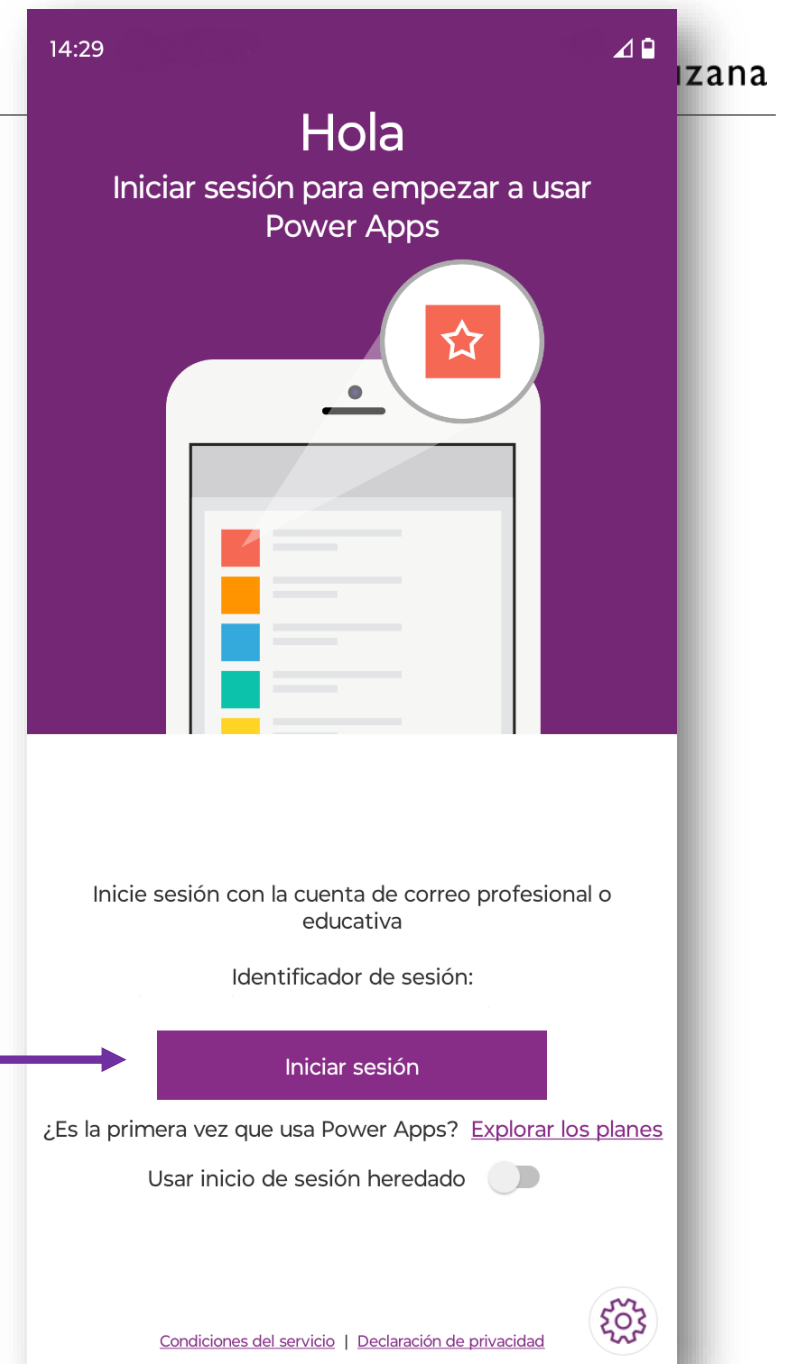 14:29
Hola
Iniciar sesión para empezar a usar
Power Apps
Inicie sesión con la cuenta de correo profesional o
educativa
Identificador de sesión:
Iniciar sesión
¿Es la primera vez que usa Power Apps? Explorar los planes
Usar inicio de sesión heredado
Condiciones del servicio | Declaración de privacidad